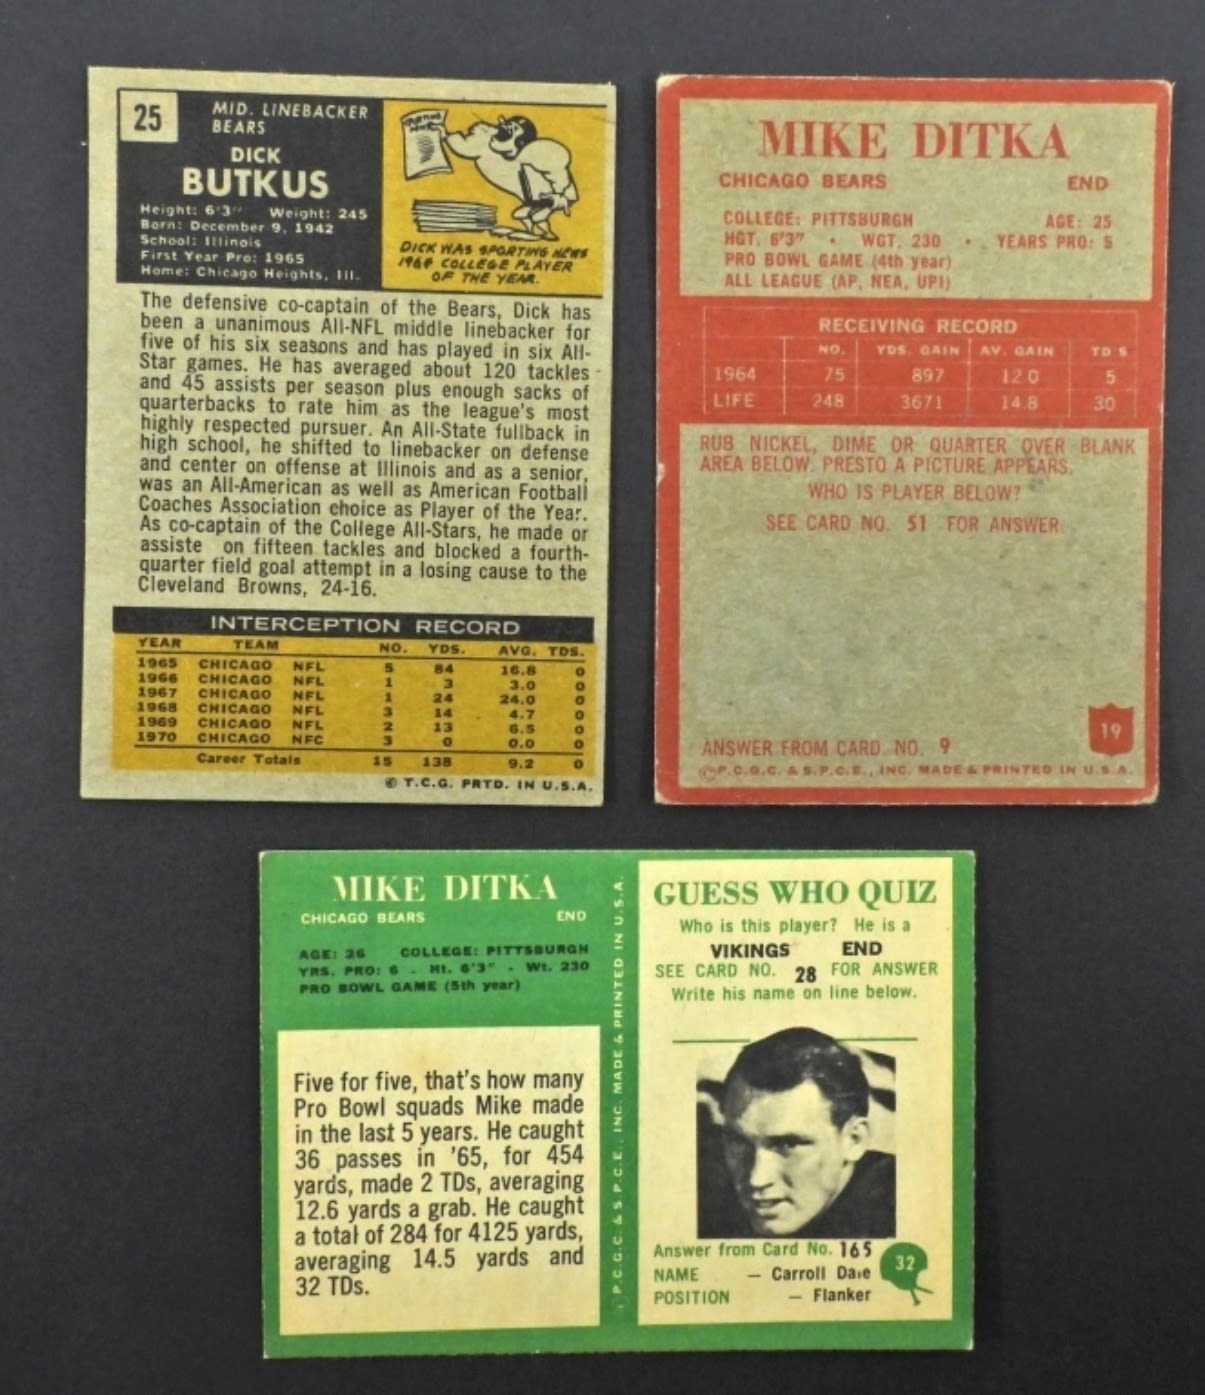 25
MID. LINEBACKER
BEARS
DICK
BUTKUS
Height: 6'3" Weight: 245
Born: December 9, 1942
School: Illinois
First Year Pro: 1965
Home: Chicago Heights, Ill.
DICK WAS SPORTING NEWS
1964 COLLEGE PLAYER
OF THE YEAR.
The defensive co-captain of the Bears, Dick has
been a unanimous All-NFL middle linebacker for
five of his six seasons and has played in six All-
Star games. He has averaged about 120 tackles
and 45 assists per season plus enough sacks of
quarterbacks to rate him as the league's most
highly respected pursuer. An All-State fullback in
high school, he shifted to linebacker on defense
and center on offense at Illinois and as a senior,
was an All-American as well as American Football
Coaches Association choice as Player of the Year.
As co-captain of the College All-Stars, he made or
assiste on fifteen tackles and blocked a fourth-
quarter field goal attempt in a losing cause to the
Cleveland Browns, 24-16.
INTERCEPTION RECORD
YEAR TEAM NO. YDS. AVG. TDS.
1965 CHICAGO NFL 5 84 16.8 0
1966 CHICAGO NFL 1 3 3.0 0
1967 CHICAGO NFL 1 24 24.0 0
1968 CHICAGO NFL 3 14 4.7 0
1969 CHICAGO NFL 2 13 6.5 0
1970 CHICAGO NFC 3 0 0.0 0
Career Totals 15 138 9.2 0
© T.C.G. PRTD. IN U.S.A.
MIKE DITKA
CHICAGO BEARS END
COLLEGE: PITTSBURGH AGE: 25
HGT. 6'3" • WGT. 230 • YEARS PRO: 5
PRO BOWL GAME (4th year)
ALL LEAGUE (AP, NEA, UPI)
RECEIVING RECORD
NO. YDS. GAIN AV. GAIN TD'S
1964 75 897 12.0 5
LIFE 248 3671 14.8 30
RUB NICKEL, DIME OR QUARTER OVER BLANK
AREA BELOW. PRESTO A PICTURE APPEARS.
WHO IS PLAYER BELOW?
SEE CARD NO. 51 FOR ANSWER.
19
ANSWER FROM CARD. NO. 9
©P.C.G.C. & S.P.C.E., INC. MADE & PRINTED IN U.S.A.
MIKE DITKA
CHICAGO BEARS END
AGE: 26 COLLEGE: PITTSBURGH
YRS. PRO: 6 - Ht. 6'3" - Wt. 230
PRO BOWL GAME (5th year)
Five for five, that's how many
Pro Bowl squads Mike made
in the last 5 years. He caught
36 passes in '65, for 454
yards, made 2 TDs, averaging
12.6 yards a grab. He caught
a total of 284 for 4125 yards,
averaging 14.5 yards and
32 TDs.
P.C.G.C. & S.P.C.E., INC. MADE & PRINTED IN U.S.A.
GUESS WHO QUIZ
Who is this player? He is a
VIKINGS END
SEE CARD NO. 28 FOR ANSWER
Write his name on line below.
Answer from Card No. 165
NAME — Carroll Dale
POSITION — Flanker
32